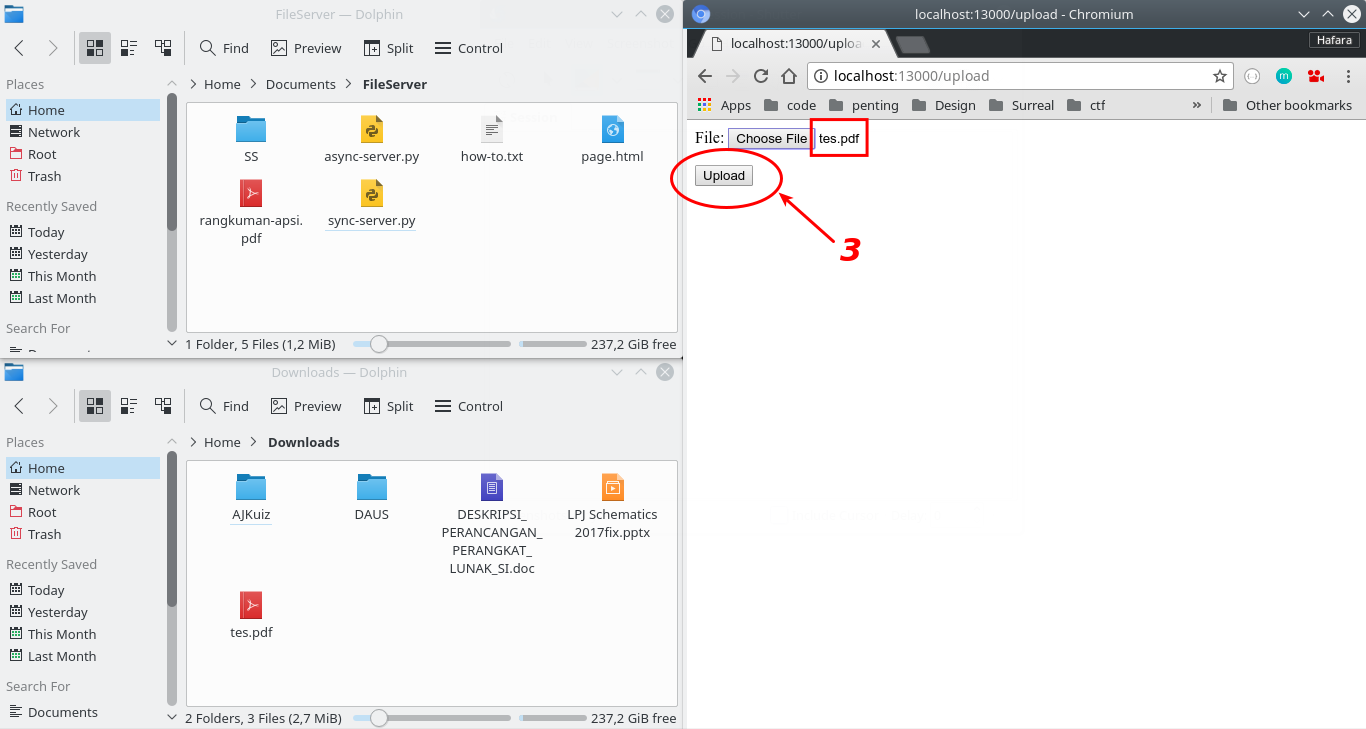 FileServer — Dolphin
Find
Preview
Split
Control
Places
Home
Network
Root
Trash
Recently Saved
Today
Yesterday
This Month
Last Month
Search For
Home
Documents
FileServer
SS
async-server.py
how-to.txt
page.html
rangkuman-apsi.
pdf
sync-server.py
1 Folder, 5 Files (1,2 MiB)
237,2 GiB free
Downloads — Dolphin
Find
Preview
Split
Control
Places
Home
Network
Root
Trash
Recently Saved
Today
Yesterday
This Month
Last Month
Search For
Documents
Home
Downloads
AJKuiz
DAUS
DESKRIPSI_
PERANCANGAN_
PERANGKAT_
LUNAK_SI.doc
LPJ Schematics
2017fix.pptx
tes.pdf
2 Folders, 3 Files (2,7 MiB)
237,2 GiB free
localhost:13000/upload - Chromium
localhost:13000/uploa
Hafara
localhost:13000/upload
Apps
code
penting
Design
Surreal
ctf
»
Other bookmarks
File: Choose File tes.pdf
Upload
3